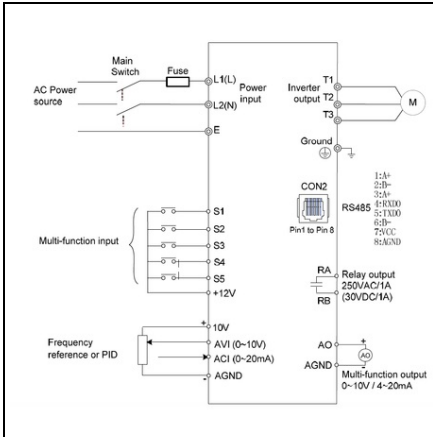 Main
Switch
Fuse
AC Power
source
L1(L)
L2(N)
E
Power
input
Inverter
output
T1
T2
T3
M
Ground
CON2
Pin1 to Pin 8
RS485
1:A+
2:B-
3:A+
4:RXDO
5:TXDO
6:B-
7:VCC
8:AGND
Multi-function input
S1
S2
S3
S4
S5
+12V
RA
RB
Relay output
250VAC/1A
(30VDC/1A)
Frequency
reference or PID
+
10V
AVI (0~10V)
ACI (0~20mA)
- AGND
AO
AGND
+
AO
-
Multi-function output
0~10V / 4~20mA